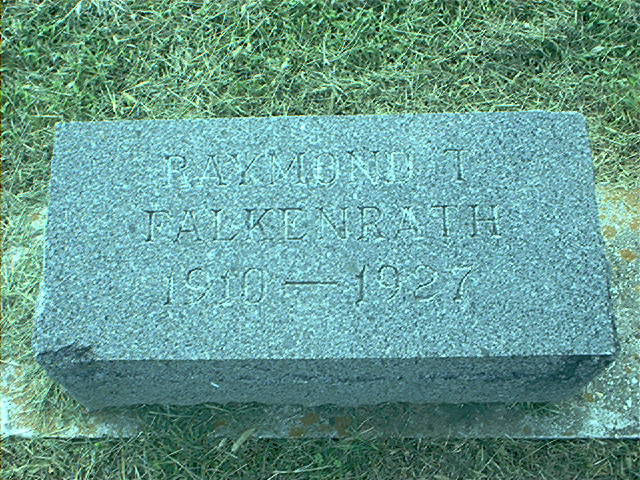 RAYMOND T
FALKENRATH
1910 — 1927